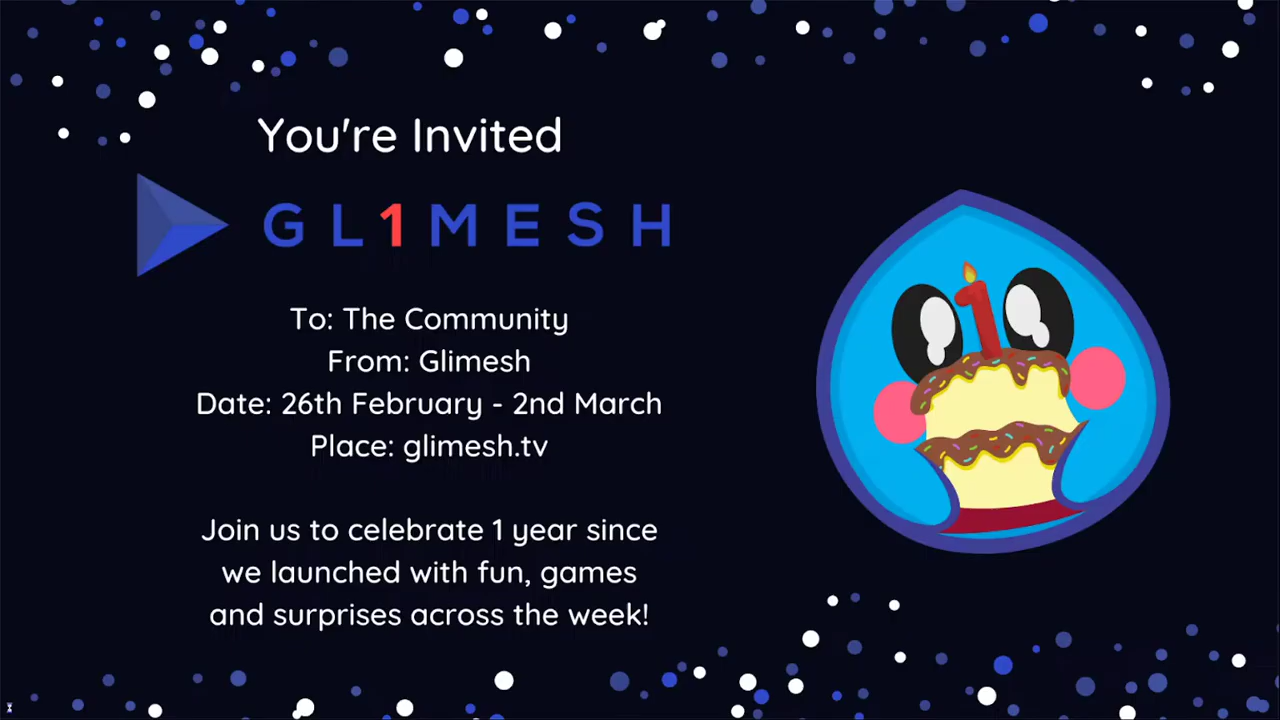 You're Invited
GL1MESH
To: The Community
From: Glimesh
Date: 26th February - 2nd March
Place: glimesh.tv
Join us to celebrate 1 year since
we launched with fun, games
and surprises across the week!
1